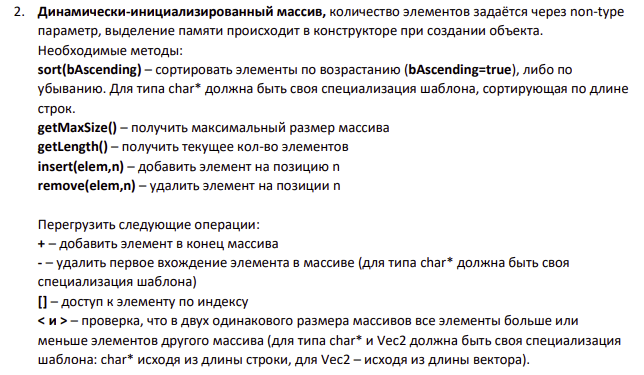 2. Динамически-инициализированный массив, количество элементов задаётся через non-type
параметр, выделение памяти происходит в конструкторе при создании объекта.
Необходимые методы:
sort(bAscending) – сортировать элементы по возрастанию (bAscending=true), либо по
убыванию. Для типа char* должна быть своя специализация шаблона, сортирующая по длине
строк.
getMaxSize() – получить максимальный размер массива
getLength() – получить текущее кол-во элементов
insert(elem,n) – добавить элемент на позицию n
remove(elem,n) – удалить элемент на позиции n
Перегрузить следующие операции:
+ – добавить элемент в конец массива
- – удалить первое вхождение элемента в массиве (для типа char* должна быть своя
специализация шаблона)
[] – доступ к элементу по индексу
< и > – проверка, что в двух одинакового размера массивов все элементы больше или
меньше элементов другого массива (для типа char* и Vec2 должна быть своя специализация
шаблона: char* исходя из длины строки, для Vec2 – исходя из длины вектора).